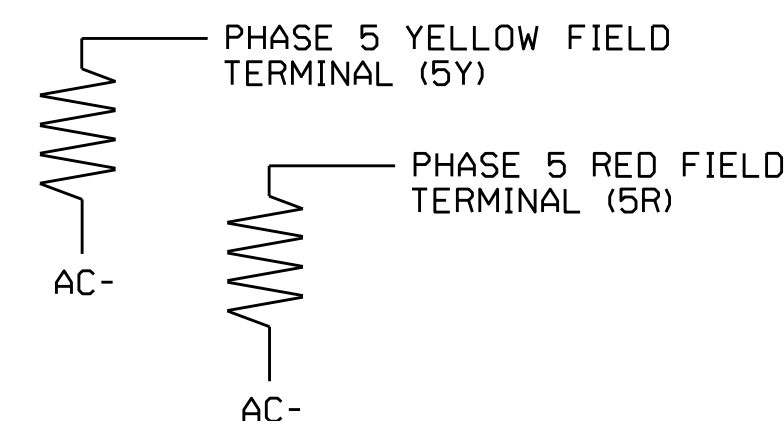 PHASE 5 YELLOW FIELD
TERMINAL (5Y)
PHASE 5 RED FIELD
TERMINAL (5R)
AC-
AC-